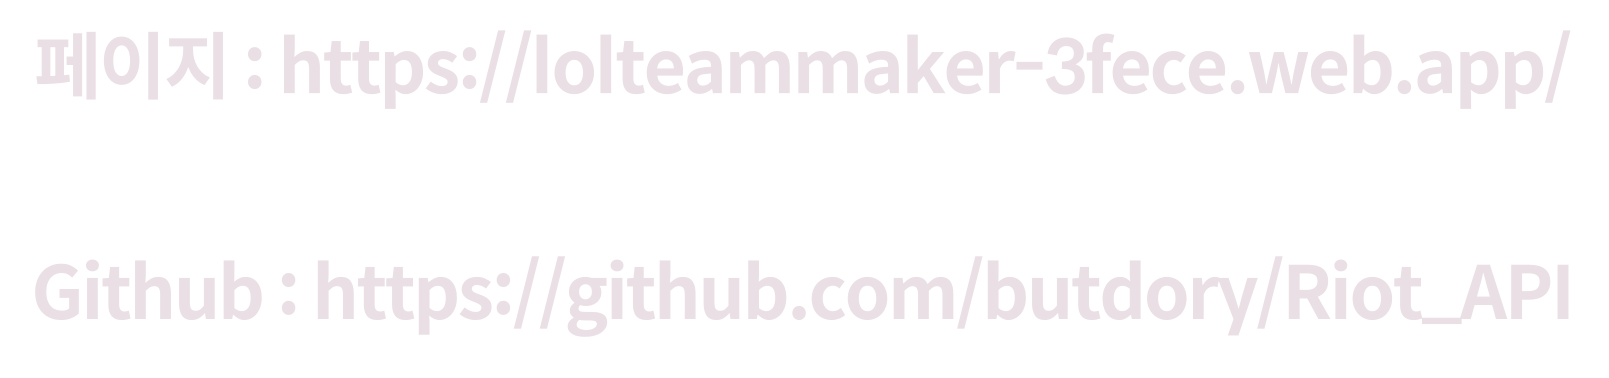 페이지 : https://lolteammaker-3fece.web.app/
Github : https://github.com/butdory/Riot_API